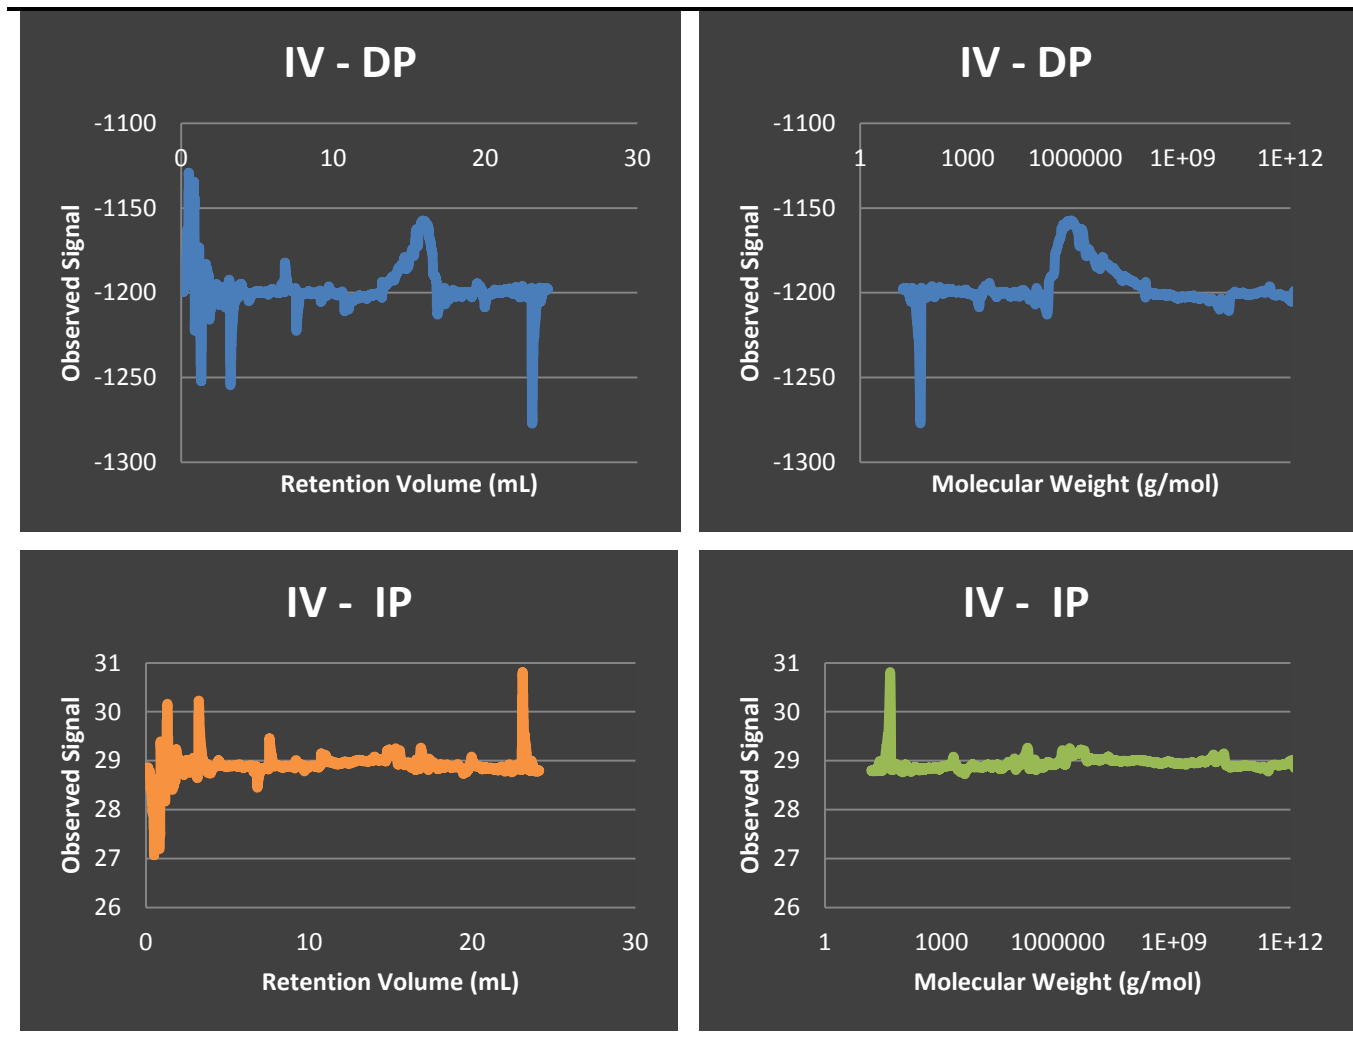 IV - DP
-1100
0 10 20 30
-1150
-1200
-1250
-1300
Observed Signal
Retention Volume (mL)
IV - DP
-1100
1 1000 1000000 1E+09 1E+12
-1150
-1200
-1250
-1300
Observed Signal
Molecular Weight (g/mol)
IV - IP
31
30
29
28
27
26
0 10 20 30
Observed Signal
Retention Volume (mL)
IV - IP
31
30
29
28
27
26
1 1000 1000000 1E+09 1E+12
Observed Signal
Molecular Weight (g/mol)